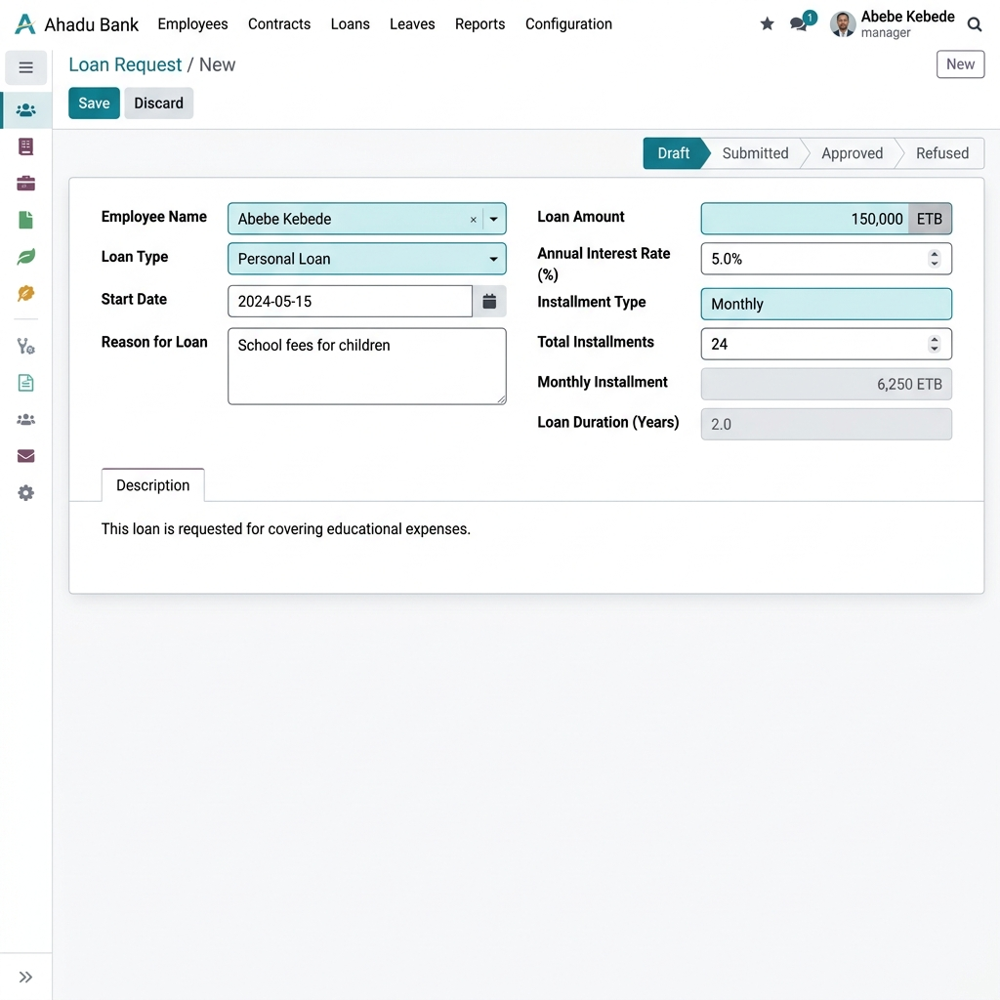 Ahadu Bank Employees Contracts Loans Leaves Reports Configuration 1 Abebe Kebede
manager
Loan Request / New New
Save Discard
Draft Submitted Approved Refused
Employee Name Abebe Kebede ×
Loan Type Personal Loan
Start Date 2024-05-15
Reason for Loan School fees for children
Loan Amount 150,000 ETB
Annual Interest Rate
(%) 5.0%
Installment Type Monthly
Total Installments 24
Monthly Installment 6,250 ETB
Loan Duration (Years) 2.0
Description
This loan is requested for covering educational expenses.